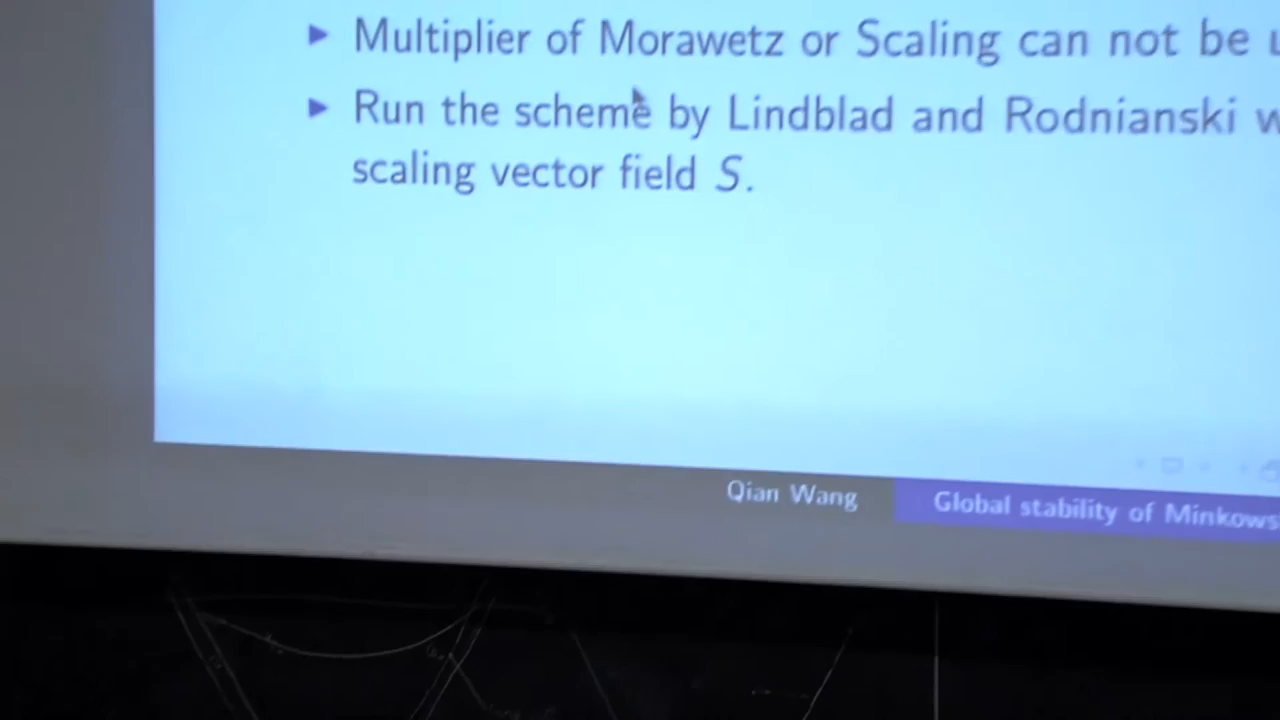 Multiplier of Morawetz or Scaling can not be
Run the scheme by Lindblad and Rodnianski
scaling vector field S.
Qian Wang
Global stability of Minkows